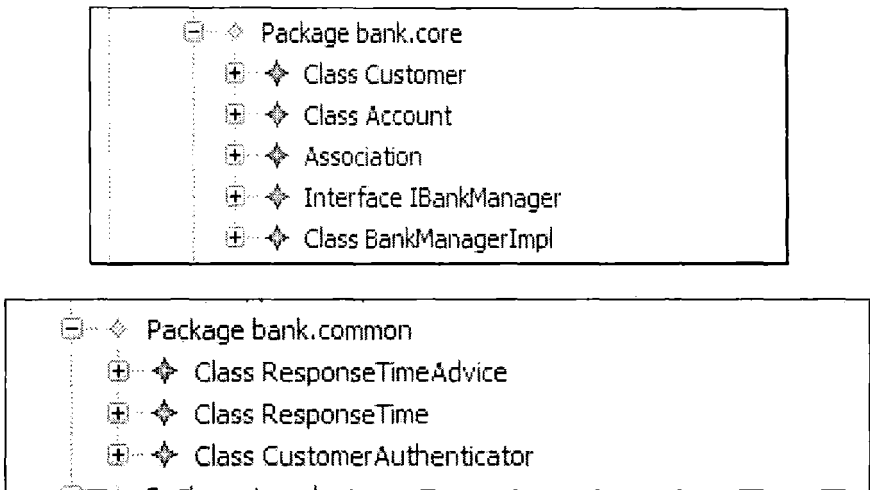 Package bank.core
Class Customer
Class Account
Association
Interface IBankManager
Class BankManagerImpl
Package bank.common
Class ResponseTimeAdvice
Class ResponseTime
Class CustomerAuthenticator